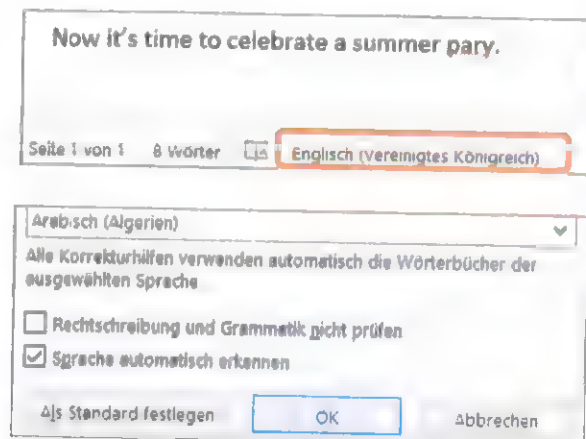 Now it's time to celebrate a summer pary.
Seite 1 von 1 8 Wörter Englisch (Vereinigtes Königreich)
Arabisch (Algerien)
Alle Korrekturhilfen verwenden automatisch die Wörterbücher der
ausgewählten Sprache
Rechtschreibung und Grammatik nicht prüfen
Sprache automatisch erkennen
Als Standard festlegen OK Abbrechen